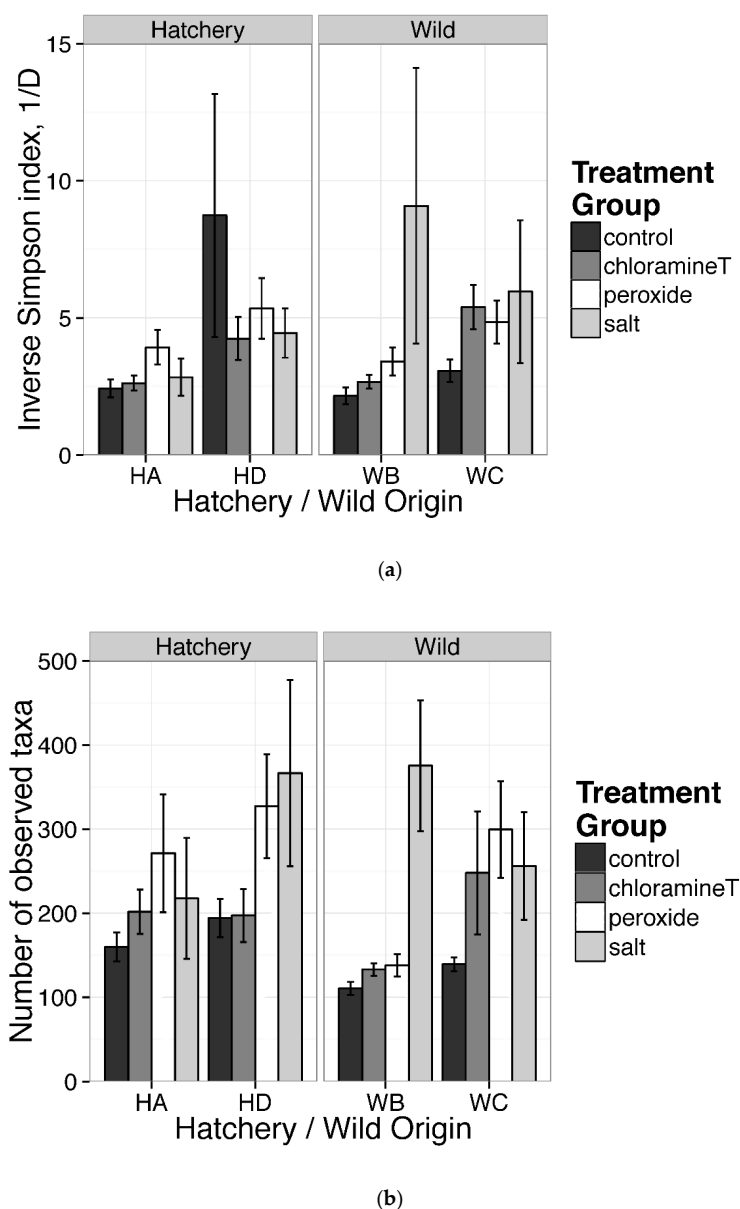 Hatchery
Wild
15
10
5
0
Inverse Simpson index, 1/D
HA
HD
WB
WC
Hatchery / Wild Origin
Treatment
Group
control
chloramineT
peroxide
salt
(a)
Hatchery
Wild
500
400
300
200
100
0
Number of observed taxa
HA
HD
WB
WC
Hatchery / Wild Origin
Treatment
Group
control
chloramineT
peroxide
salt
(b)